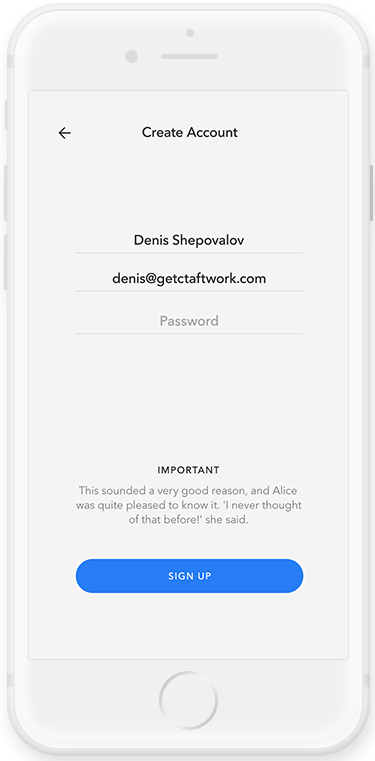 Create Account
Denis Shepovalov
denis@getctaftwork.com
Password
IMPORTANT
This sounded a very good reason, and Alice
was quite pleased to know it. 'I never thought
of that before!' she said.
SIGN UP